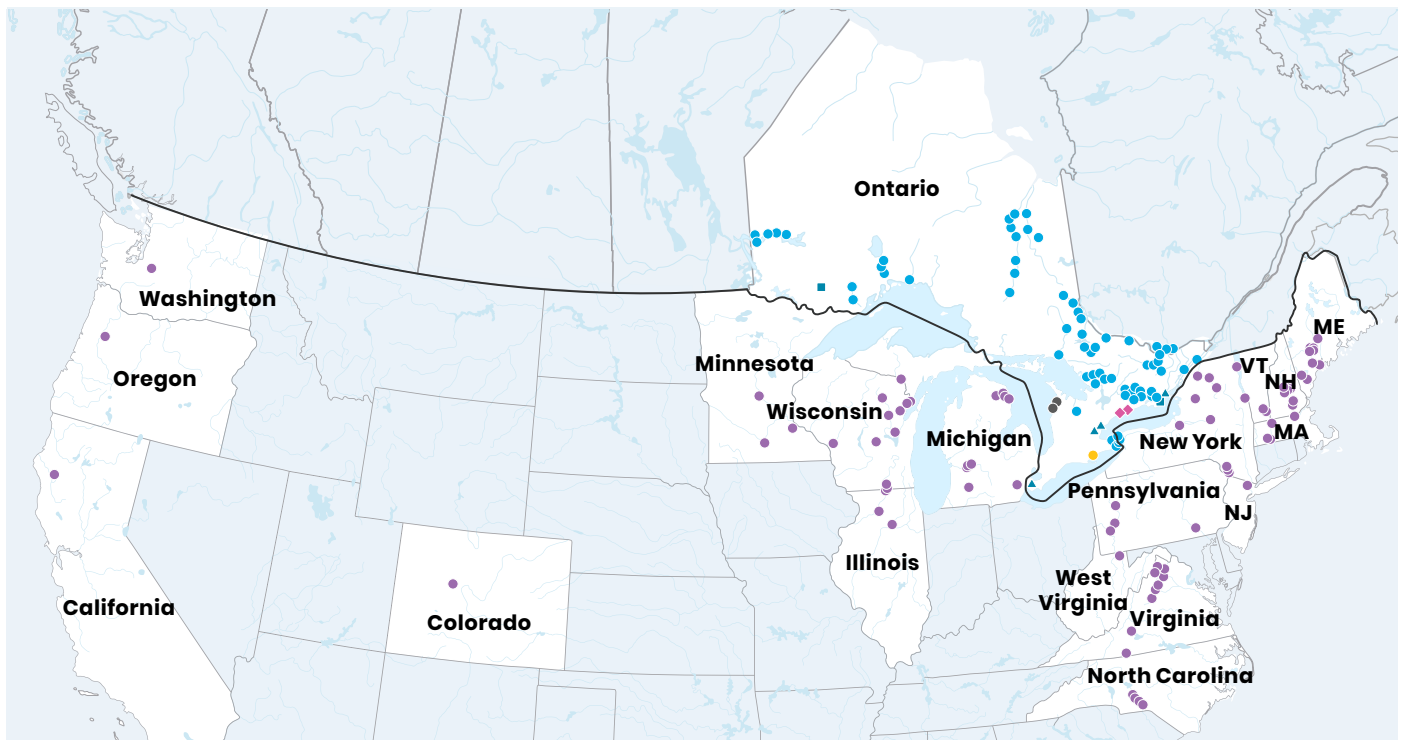 Ontario
Washington
ME
Minnesota
VT
Oregon
NH
Wisconsin
Michigan
New York
MA
Pennsylvania
NJ
Illinois
West
Virginia
California
Virginia
Colorado
North Carolina